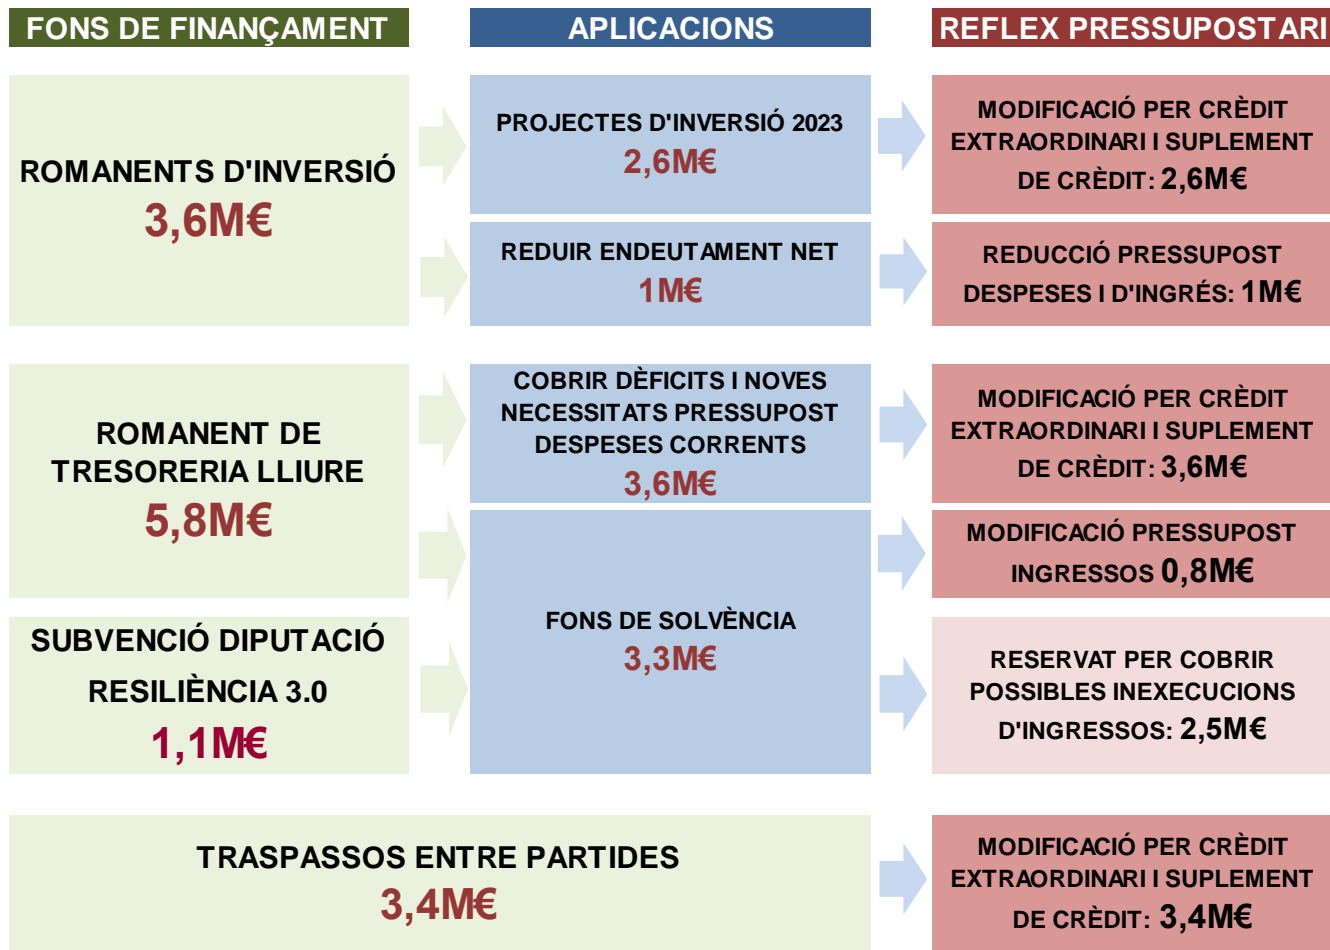 FONS DE FINANÇAMENT
APLICACIONS
REFLEX PRESSUPOSTARI
ROMANENTS D'INVERSIÓ
3,6M€
PROJECTES D'INVERSIÓ 2023
2,6M€
MODIFICACIÓ PER CRÈDIT
EXTRAORDINARI I SUPLEMENT
DE CRÈDIT: 2,6M€
REDUIR ENDEUTAMENT NET
1M€
REDUCCIÓ PRESSUPOST
DESPESES I D'INGRÉS: 1M€
ROMANENT DE
TRESORERIA LLIURE
5,8M€
COBRIR DÈFICITS I NOVES
NECESSITATS PRESSUPOST
DESPESES CORRENTS
3,6M€
MODIFICACIÓ PER CRÈDIT
EXTRAORDINARI I SUPLEMENT
DE CRÈDIT: 3,6M€
MODIFICACIÓ PRESSUPOST
INGRESSOS 0,8M€
SUBVENCIÓ DIPUTACIÓ
RESILIÈNCIA 3.0
1,1M€
FONS DE SOLVÈNCIA
3,3M€
RESERVAT PER COBRIR
POSSIBLES INEXECUCIONS
D'INGRESSOS: 2,5M€
TRASPASSOS ENTRE PARTIDES
3,4M€
MODIFICACIÓ PER CRÈDIT
EXTRAORDINARI I SUPLEMENT
DE CRÈDIT: 3,4M€